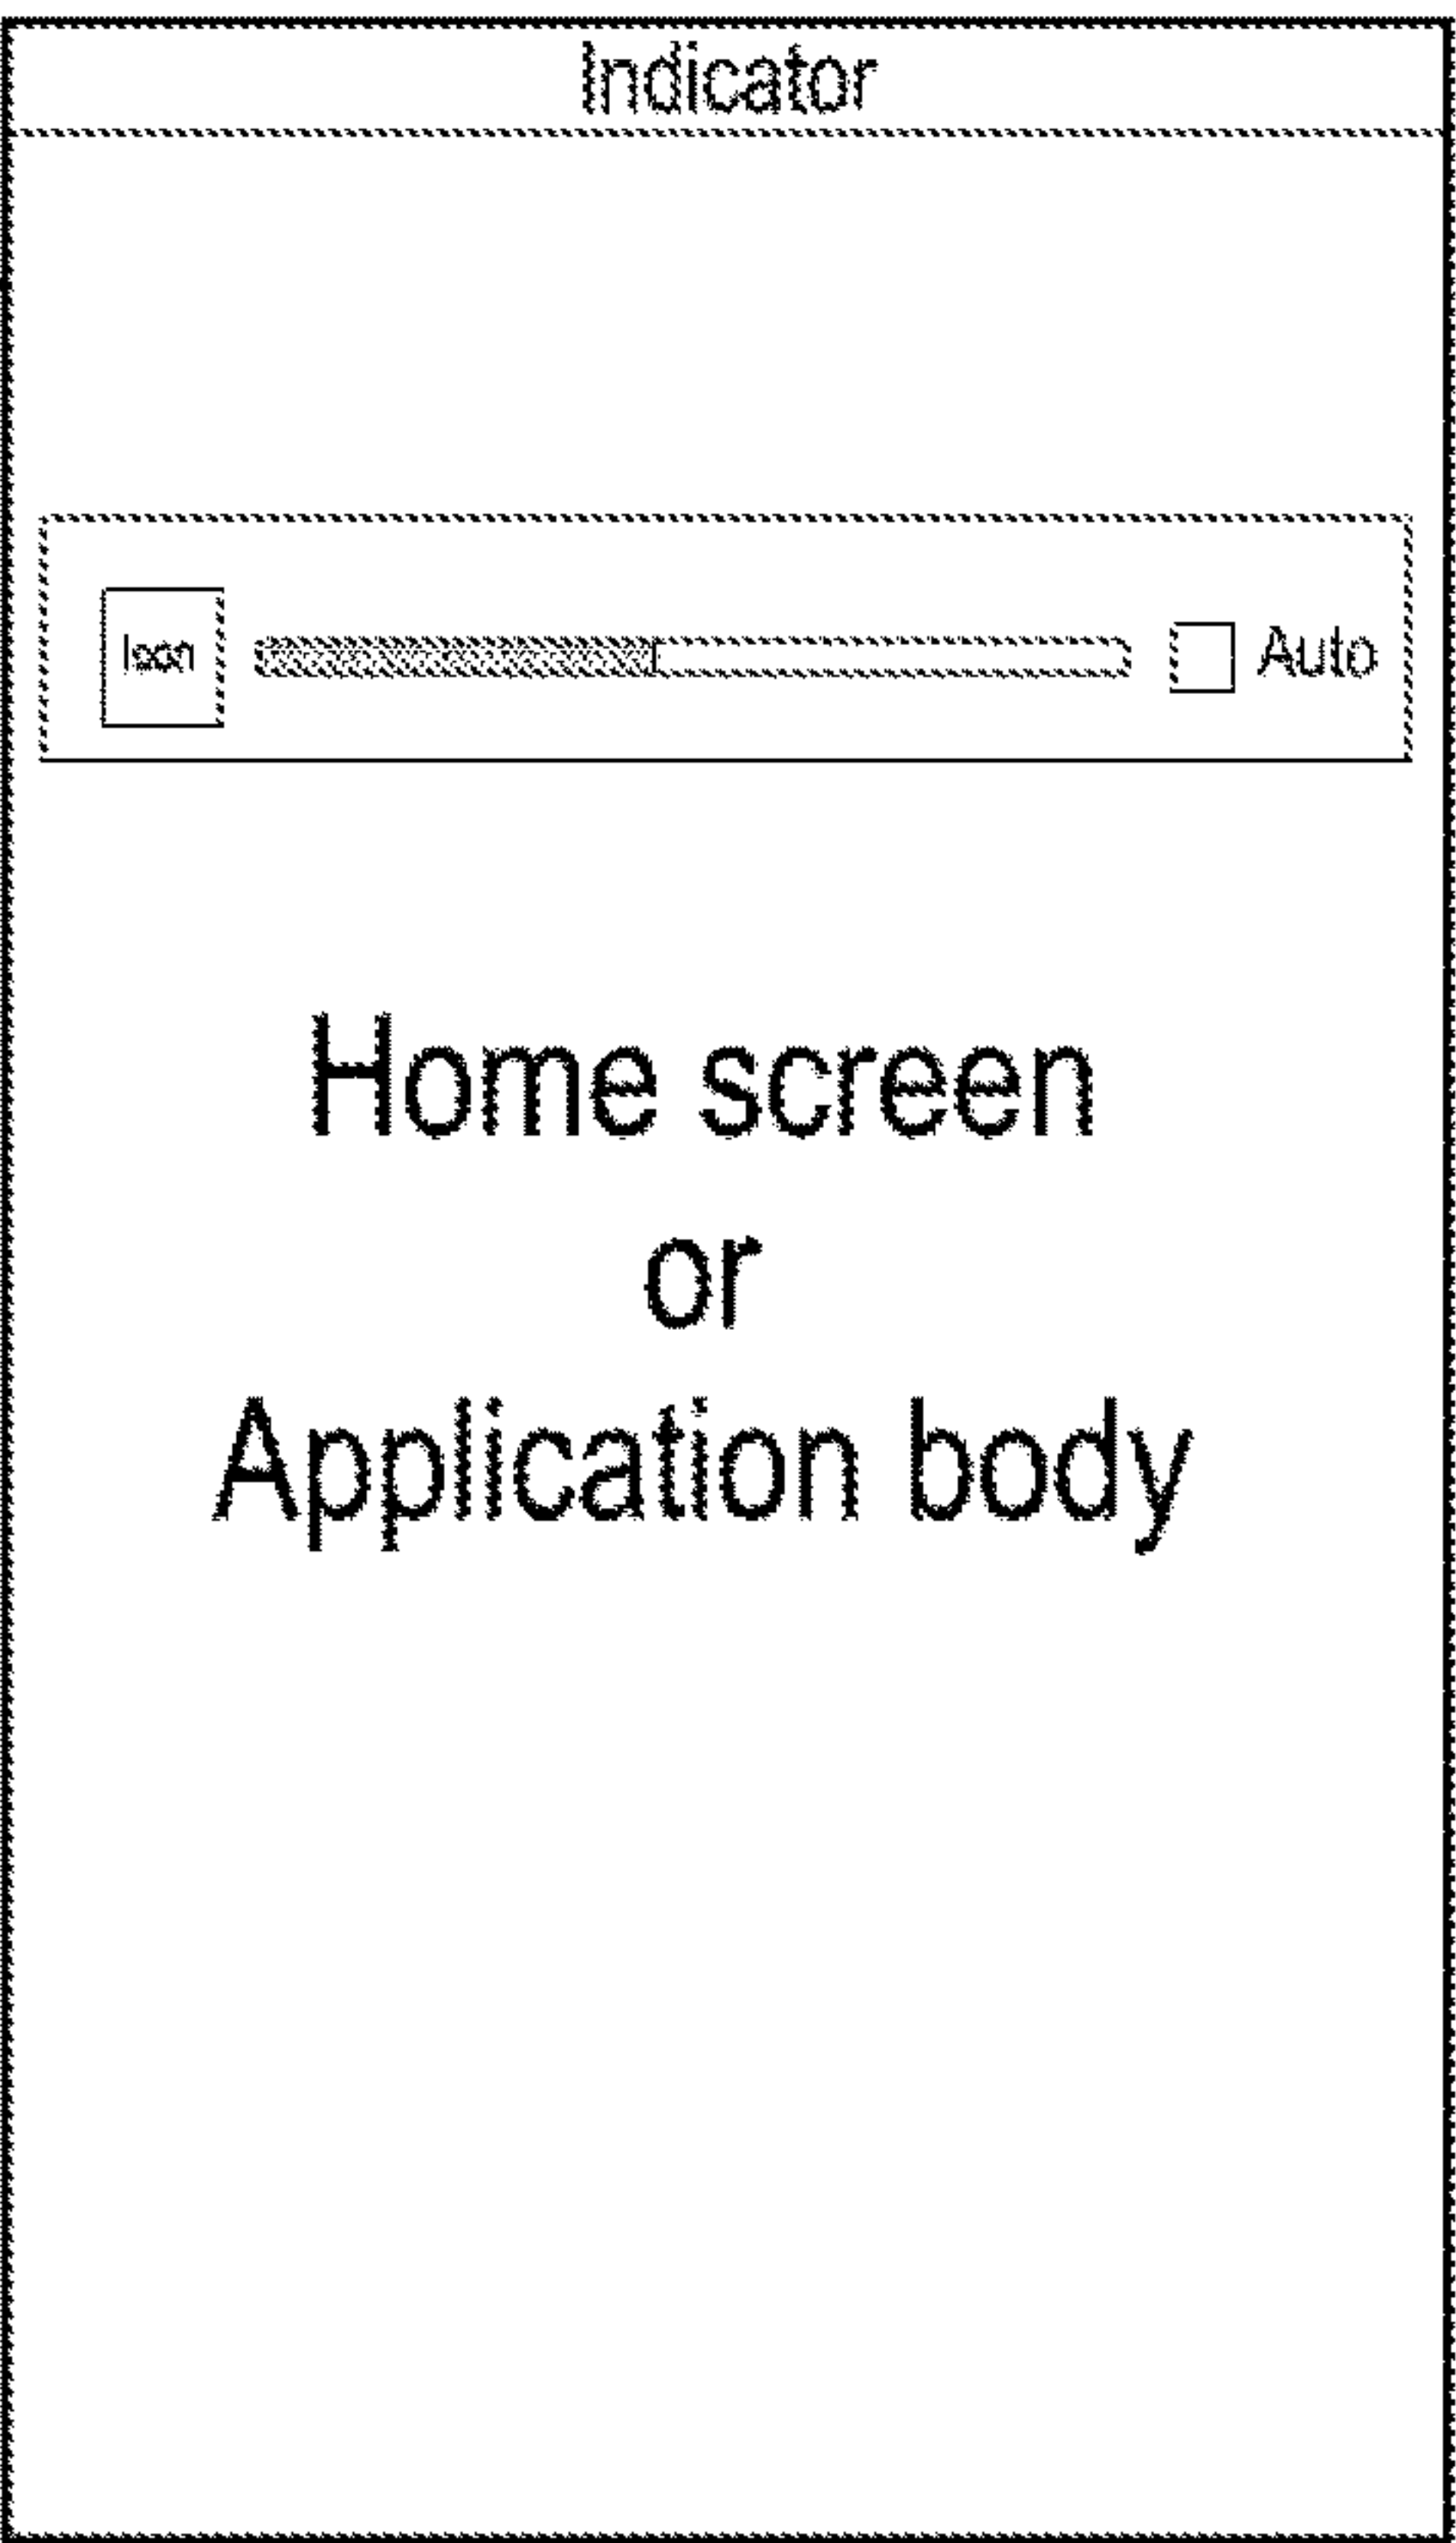 Indicator
Icon
Auto
Home screen
or
Application body